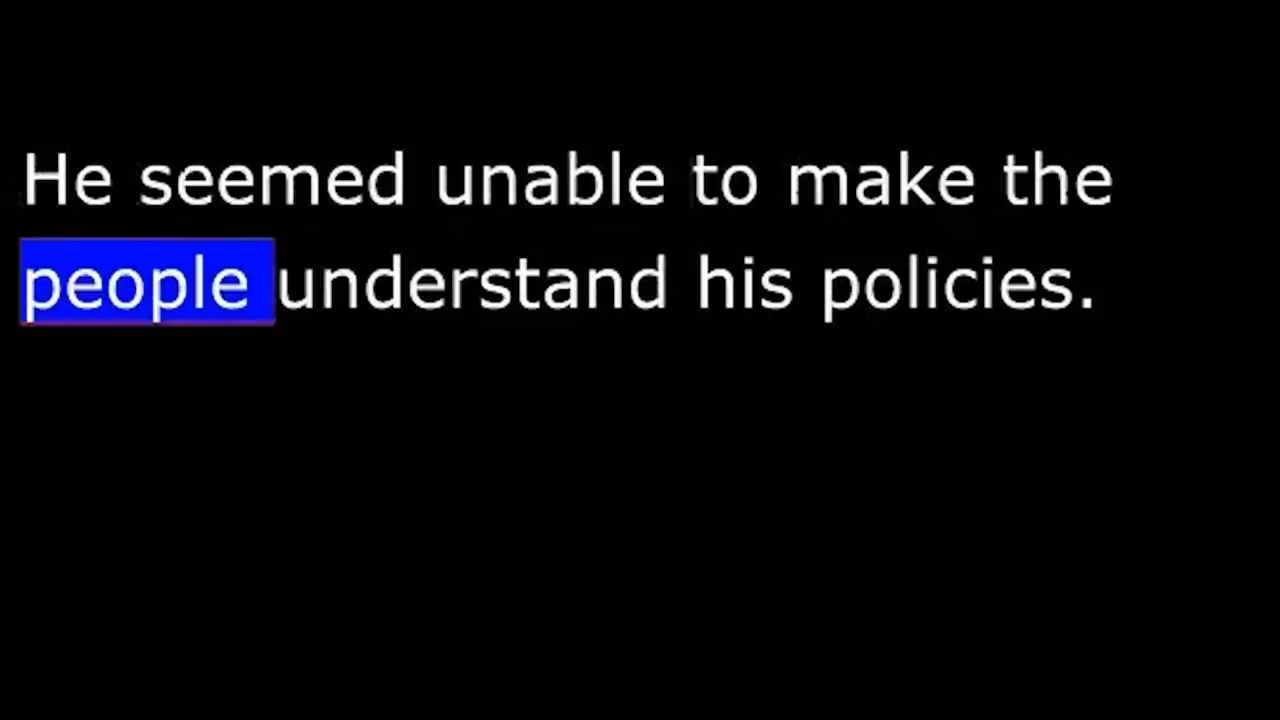 He seemed unable to make the
people understand his policies.